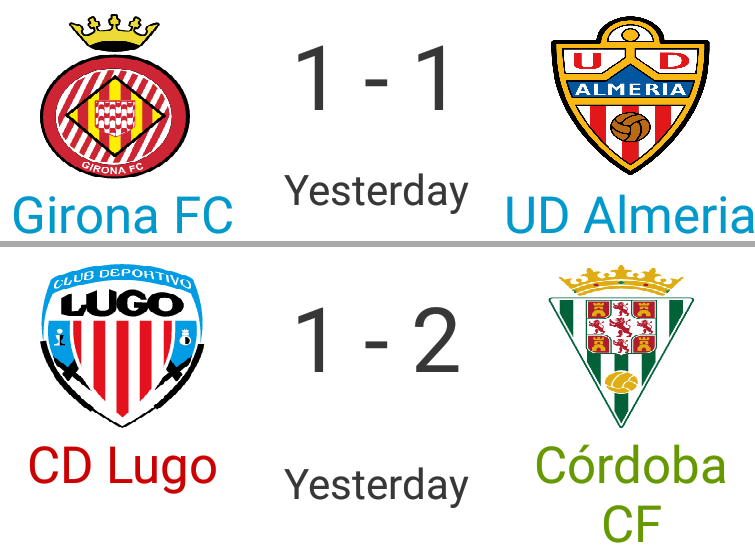 1 - 1
GIRONA FC
U D
ALMERIA
Yesterday
Girona FC
UD Almeria
CLUB DEPORTIVO
LUGO
1 - 2
CD Lugo
Yesterday
Córdoba
CF